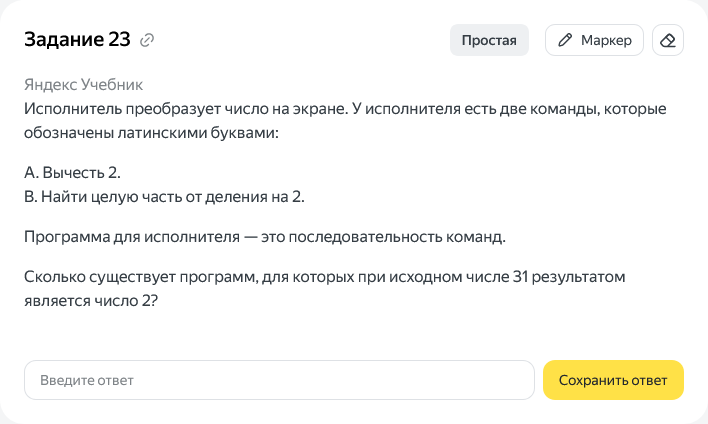 Задание 23
Простая
Маркер
Яндекс Учебник
Исполнитель преобразует число на экране. У исполнителя есть две команды, которые
обозначены латинскими буквами:
A. Вычесть 2.
B. Найти целую часть от деления на 2.
Программа для исполнителя — это последовательность команд.
Сколько существует программ, для которых при исходном числе 31 результатом
является число 2?
Введите ответ
Сохранить ответ